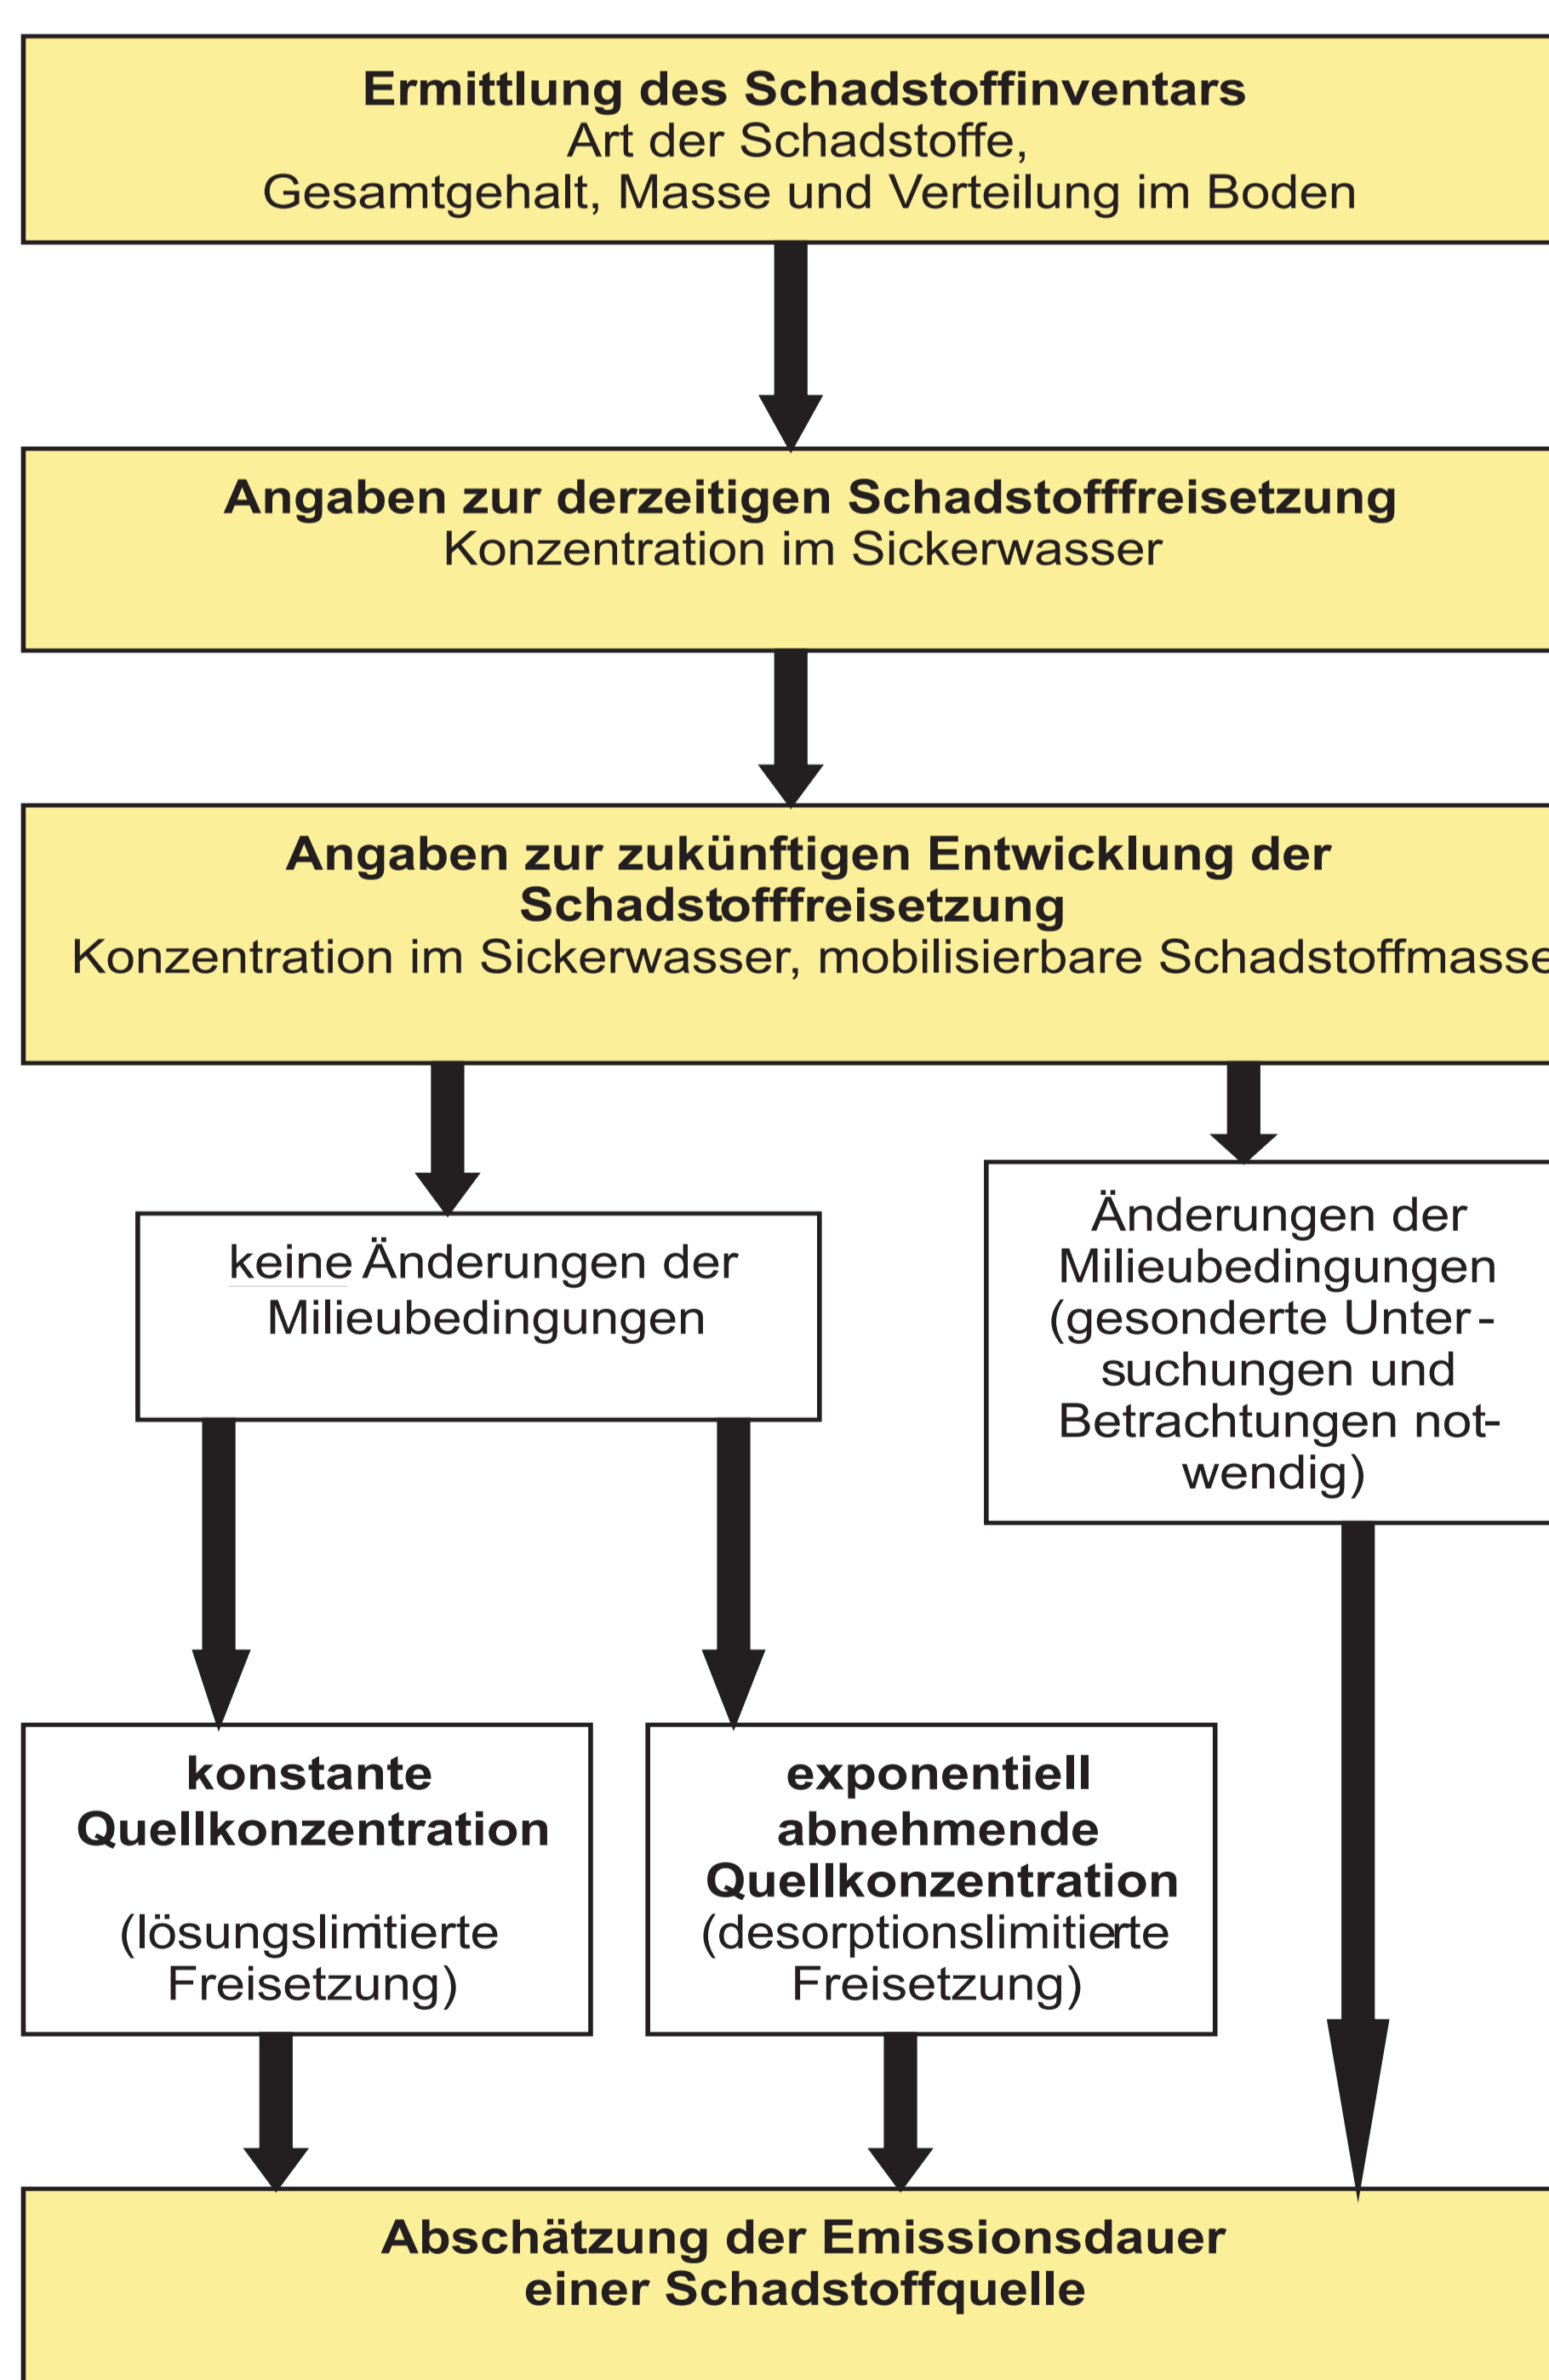 Ermittlung des Schadstoffinventars
Art der Schadstoffe,
Gesamtgehalt, Masse und Verteilung im Boden
Angaben zur derzeitigen Schadstofffreisetzung
Konzentration im Sickerwasser
Angaben zur zukünftigen Entwicklung der
Schadstofffreisetzung
Konzentration im Sickerwasser, mobilisierbare Schadstoffmasse
keine Änderungen der
Milieubedingungen
Änderungen der
Milieubedingungen
(gesonderte Unter-
suchungen und
Betrachtungen not-
wendig)
konstante
Quellkonzentration
(lösungslimitierte
Freisetzung)
exponentiell
abnehmende
Quellkonzentration
(desorptionslimitierte
Freisetzung)
Abschätzung der Emissionsdauer
einer Schadstoffquelle